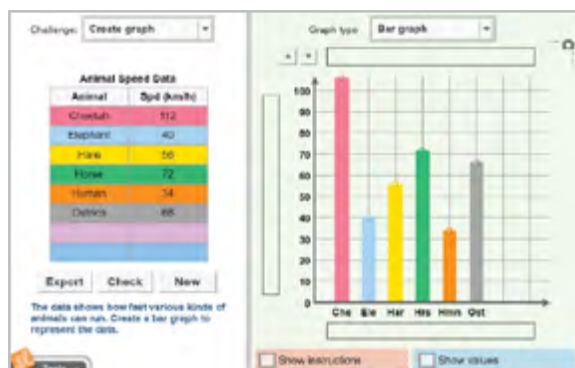 Challenge: Create graph
Animal Speed Data
Animal Spd (km/h)
Cheetah 112
Elephant 40
Hare 56
Horse 72
Human 34
Ostrich 66
Export Check New
The data shows how fast various kinds of
animals can run. Create a bar graph to
represent the data.
Graph type: Bar graph
100
90
80
70
60
50
40
30
20
10
0
Che Ele Har Hrs Hmn Ost
Show instructions
Show values